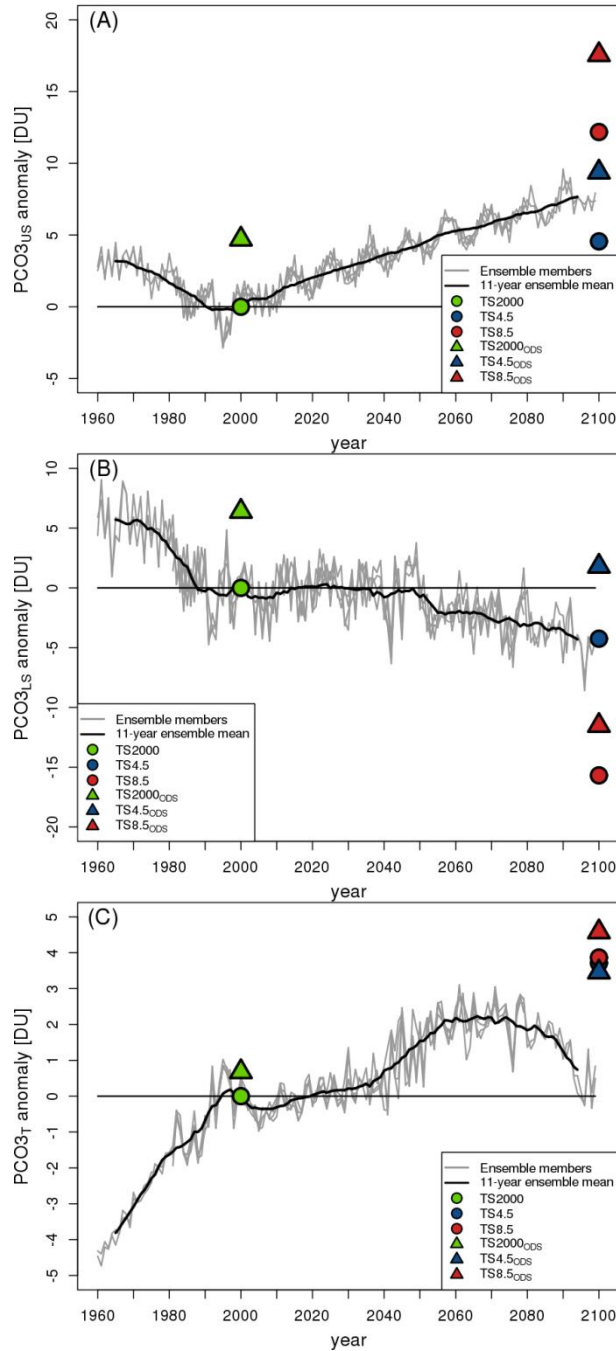 (A)
PCO3US anomaly [DU]
20
15
10
5
0
-5
Ensemble members
11-year ensemble mean
TS2000
TS4.5
TS8.5
TS2000ODS
TS4.5ODS
TS8.5ODS
1960 1980 2000 2020 2040 2060 2080 2100
year
(B)
PCO3LS anomaly [DU]
10
5
0
-5
-10
-15
-20
Ensemble members
11-year ensemble mean
TS2000
TS4.5
TS8.5
TS2000ODS
TS4.5ODS
TS8.5ODS
1960 1980 2000 2020 2040 2060 2080 2100
year
(C)
PCO3T anomaly [DU]
5
4
3
2
1
0
-1
-2
-3
-4
-5
Ensemble members
11-year ensemble mean
TS2000
TS4.5
TS8.5
TS2000ODS
TS4.5ODS
TS8.5ODS
1960 1980 2000 2020 2040 2060 2080 2100
year